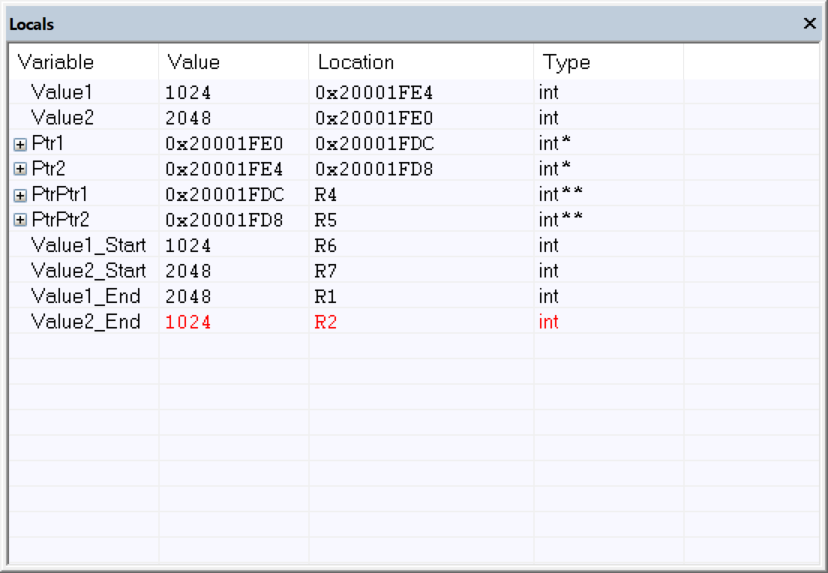 Locals
Variable Value Location Type
Value1 1024 0x20001FE4 int
Value2 2048 0x20001FE0 int
Ptr1 0x20001FE0 0x20001FDC int*
Ptr2 0x20001FE4 0x20001FD8 int*
PtrPtr1 0x20001FDC R4 int**
PtrPtr2 0x20001FD8 R5 int**
Value1_Start 1024 R6 int
Value2_Start 2048 R7 int
Value1_End 2048 R1 int
Value2_End 1024 R2 int